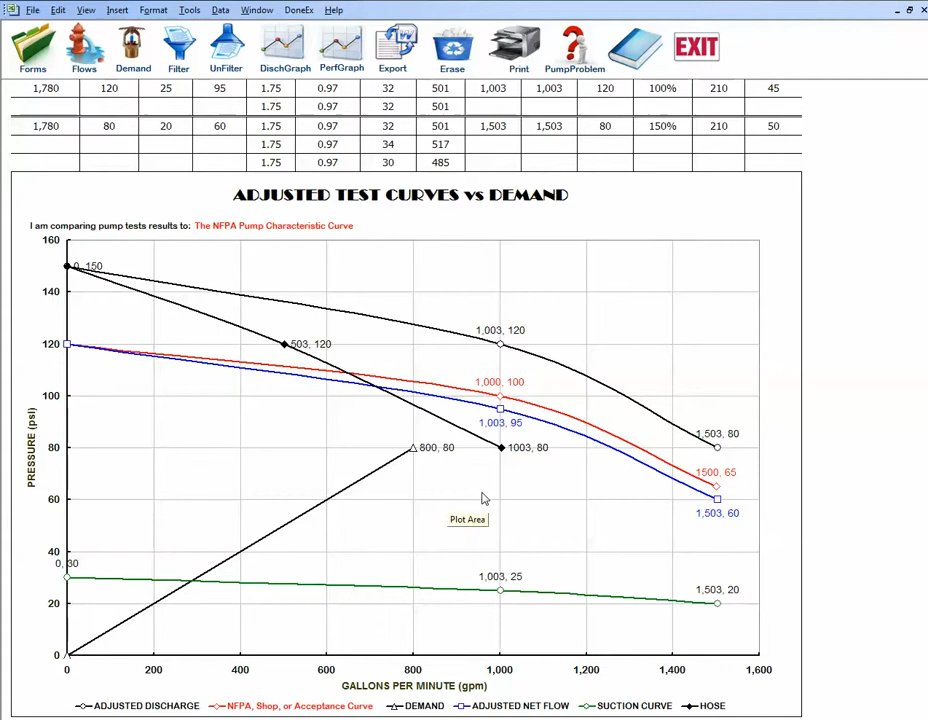 File Edit View Insert Format Tools Data Window DoneEx Help
Forms Flows Demand Filter UnFilter DischGraph PerfGraph Export Erase Print PumpProblem EXIT
1,780 120 25 95 1.75 0.97 32 501 1,003 1,003 120 100% 210 45
1.75 0.97 32 501
1,780 80 20 60 1.75 0.97 32 501 1,503 1,503 80 150% 210 50
1.75 0.97 34 517
1.75 0.97 30 485
ADJUSTED TEST CURVES vs DEMAND
I am comparing pump tests results to: The NFPA Pump Characteristic Curve
160
0, 150
140
1,003, 120
120
503, 120
1,000, 100
100
1,003, 95
1,503, 80
80
800, 80
1003, 80
1500, 65
60
1,503, 60
Plot Area
40
0, 30
1,003, 25
1,503, 20
20
0
PRESSURE (psi)
0 200 400 600 800 1,000 1,200 1,400 1,600
GALLONS PER MINUTE (gpm)
ADJUSTED DISCHARGE NFPA, Shop, or Acceptance Curve DEMAND ADJUSTED NET FLOW SUCTION CURVE HOSE